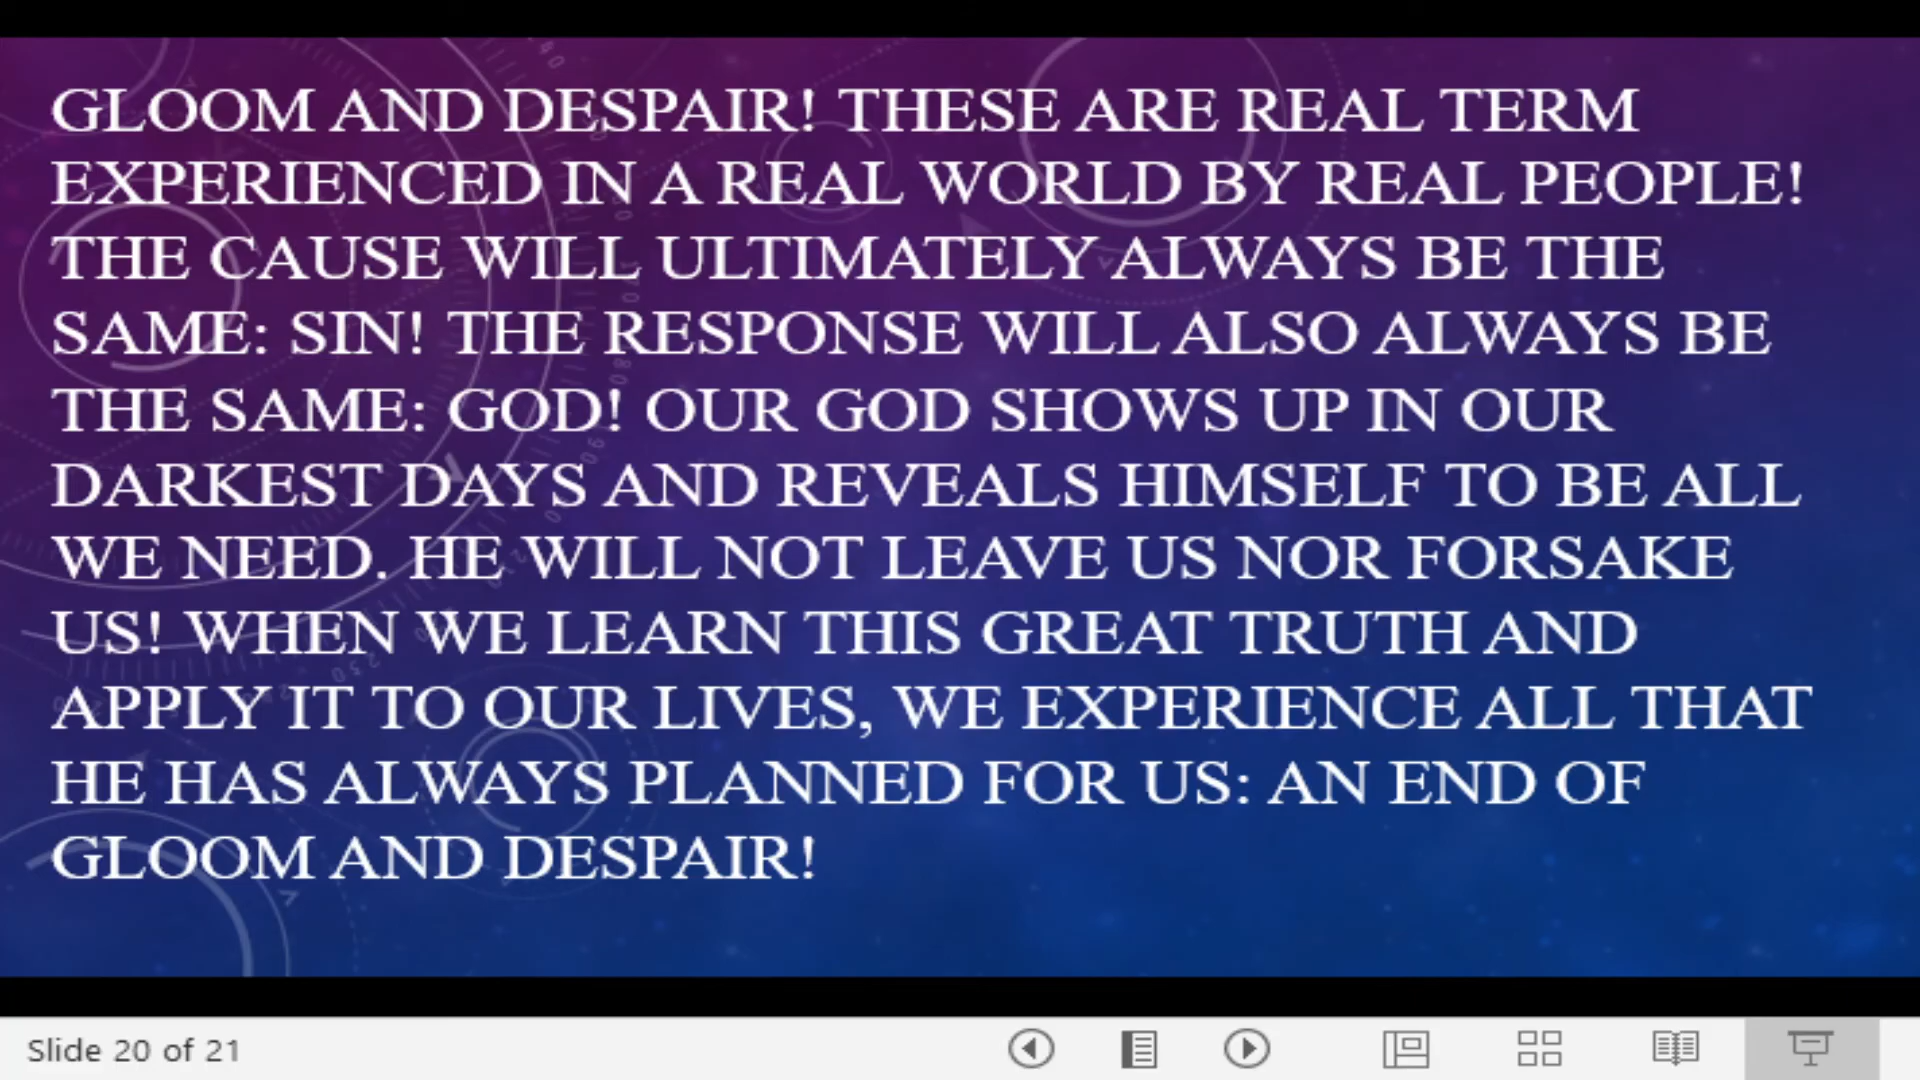 GLOOM AND DESPAIR! THESE ARE REAL TERM
EXPERIENCED IN A REAL WORLD BY REAL PEOPLE!
THE CAUSE WILL ULTIMATELY ALWAYS BE THE
SAME: SIN! THE RESPONSE WILL ALSO ALWAYS BE
THE SAME: GOD! OUR GOD SHOWS UP IN OUR
DARKEST DAYS AND REVEALS HIMSELF TO BE ALL
WE NEED. HE WILL NOT LEAVE US NOR FORSAKE
US! WHEN WE LEARN THIS GREAT TRUTH AND
APPLY IT TO OUR LIVES, WE EXPERIENCE ALL THAT
HE HAS ALWAYS PLANNED FOR US: AN END OF
GLOOM AND DESPAIR!
Slide 20 of 21